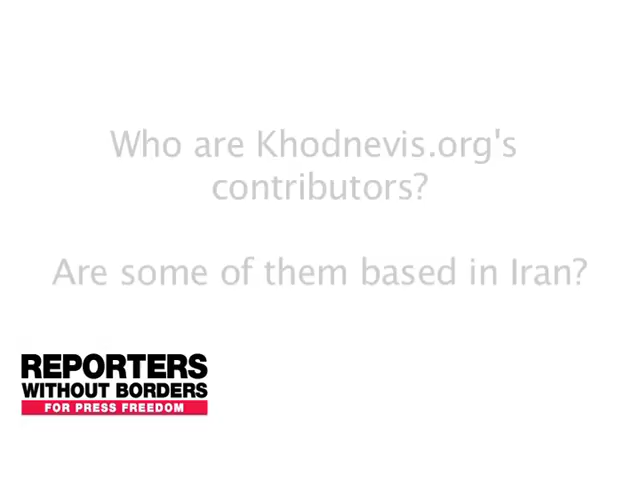 Who are Khodnevis.org's
contributors?
Are some of them based in Iran?
REPORTERS
WITHOUT BORDERS
FOR PRESS FREEDOM